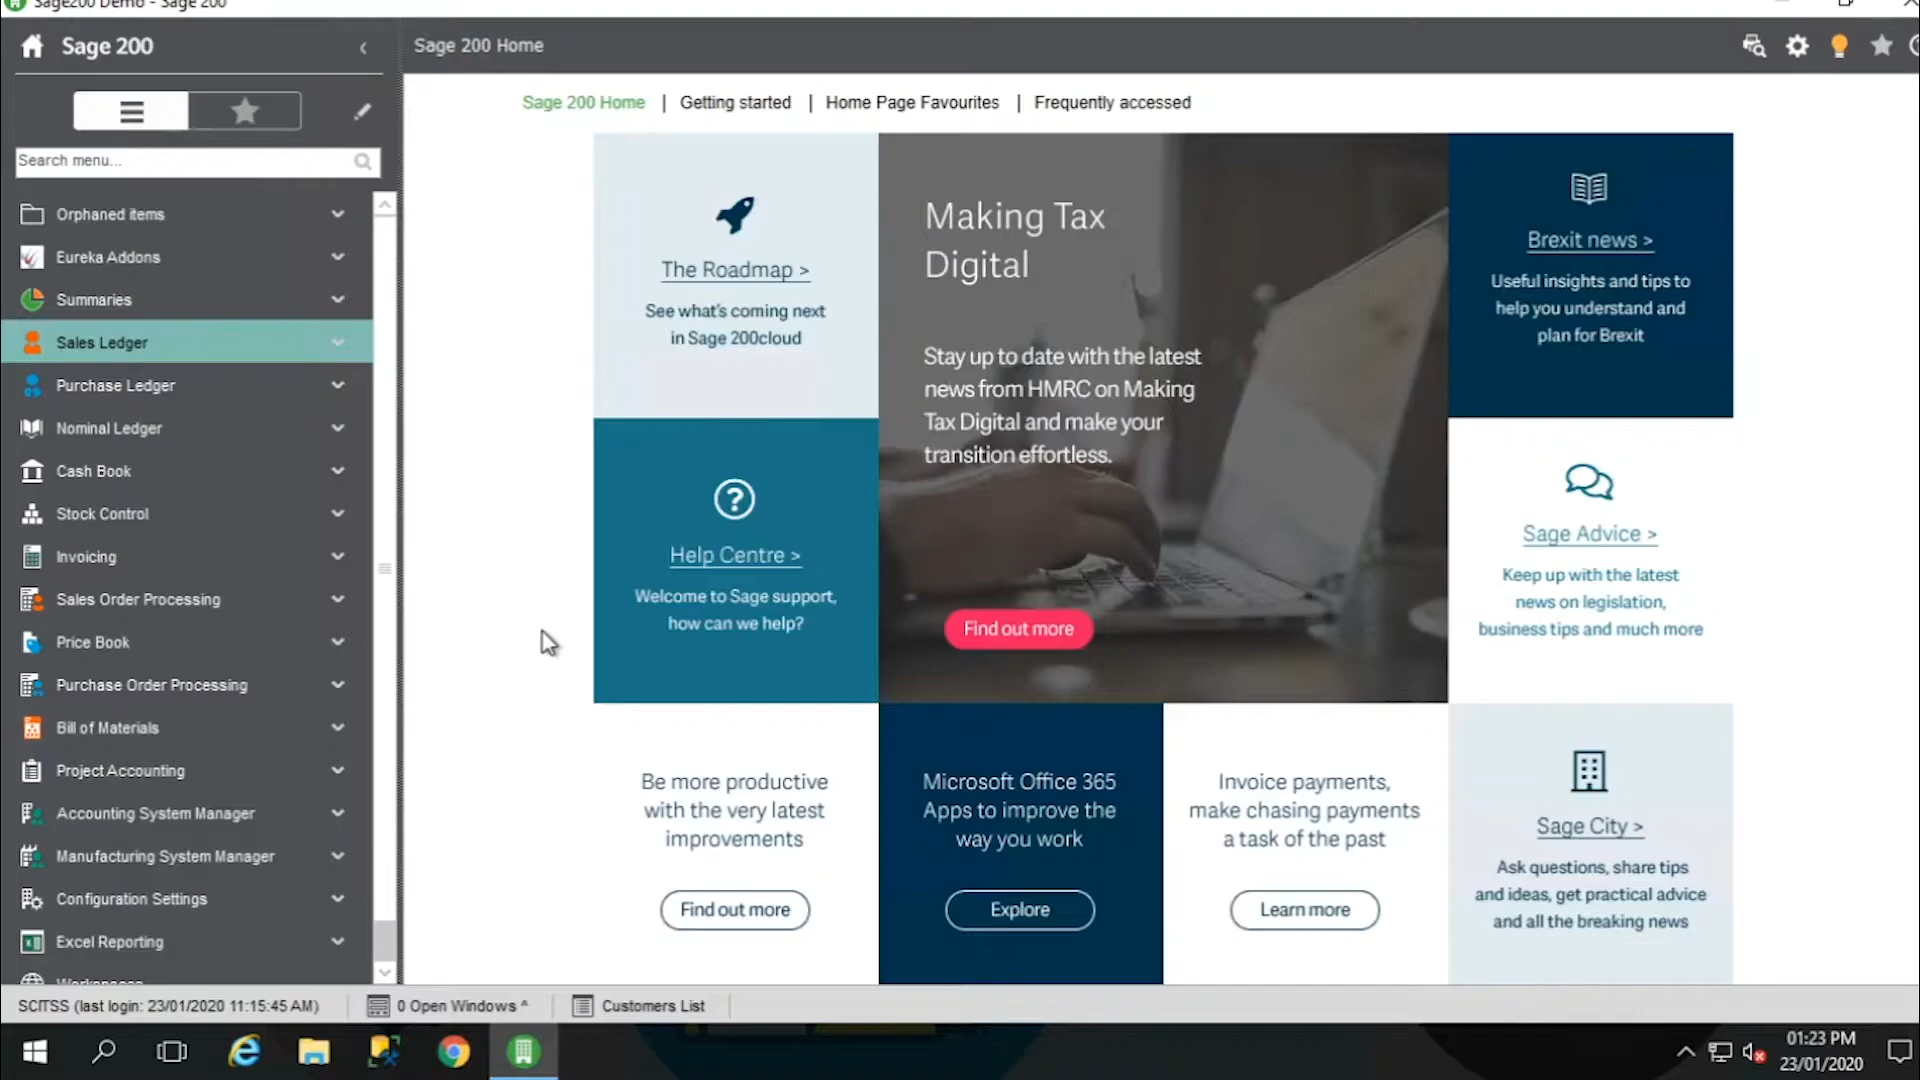 Sage200 Demo - Sage 200
Sage 200
Sage 200 Home
Search menu...
Orphaned items
Eureka Addons
Summaries
Sales Ledger
Purchase Ledger
Nominal Ledger
Cash Book
Stock Control
Invoicing
Sales Order Processing
Price Book
Purchase Order Processing
Bill of Materials
Project Accounting
Accounting System Manager
Manufacturing System Manager
Configuration Settings
Excel Reporting
Workspaces
Sage 200 Home | Getting started | Home Page Favourites | Frequently accessed
The Roadmap >
See what's coming next
in Sage 200cloud
Making Tax
Digital
Stay up to date with the latest
news from HMRC on Making
Tax Digital and make your
transition effortless.
Find out more
Brexit news >
Useful insights and tips to
help you understand and
plan for Brexit
Help Centre >
Welcome to Sage support,
how can we help?
Sage Advice >
Keep up with the latest
news on legislation,
business tips and much more
Be more productive
with the very latest
improvements
Find out more
Microsoft Office 365
Apps to improve the
way you work
Explore
Invoice payments,
make chasing payments
a task of the past
Learn more
Sage City >
Ask questions, share tips
and ideas, get practical advice
and all the breaking news
SCITSS (last login: 23/01/2020 11:15:45 AM)
0 Open Windows ^
Customers List
01:23 PM
23/01/2020